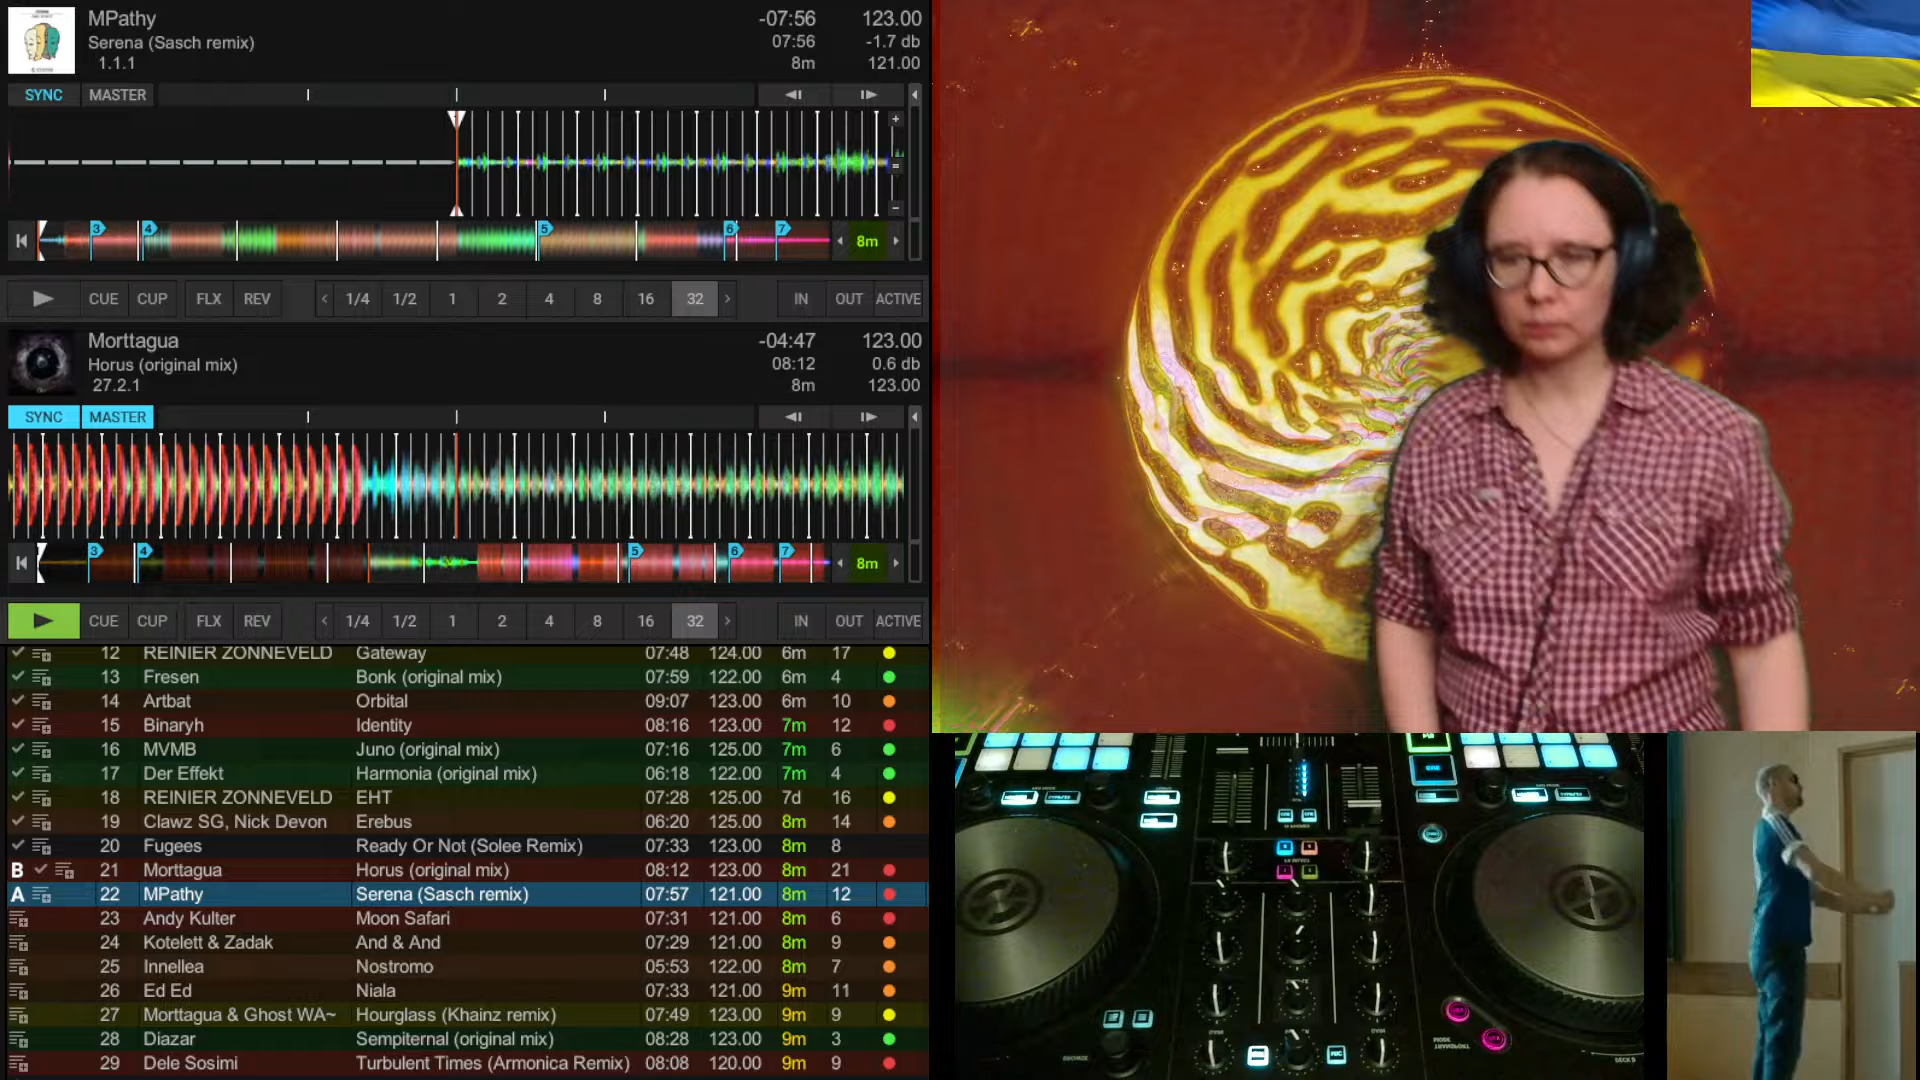 MPathy -07:56 123.00
Serena (Sasch remix) 07:56 -1.7 db
1.1.1 8m 121.00
SYNC MASTER
3 4 5 6 7 8m
CUE CUP FLX REV 1/4 1/2 1 2 4 8 16 32 IN OUT ACTIVE
Morttagua -04:47 123.00
Horus (original mix) 08:12 0.6 db
27.2.1 8m 123.00
SYNC MASTER
3 4 5 6 7 8m
CUE CUP FLX REV 1/4 1/2 1 2 4 8 16 32 IN OUT ACTIVE
12 REINIER ZONNEVELD Gateway 07:48 124.00 6m 17
13 Fresen Bonk (original mix) 07:59 122.00 6m 4
14 Artbat Orbital 09:07 123.00 6m 10
15 Binaryh Identity 08:16 123.00 7m 12
16 MVMB Juno (original mix) 07:16 125.00 7m 6
17 Der Effekt Harmonia (original mix) 06:18 122.00 7m 4
18 REINIER ZONNEVELD EHT 07:28 125.00 7d 16
19 Clawz SG, Nick Devon Erebus 06:20 125.00 8m 14
20 Fugees Ready Or Not (Solee Remix) 07:33 123.00 8m 8
B 21 Morttagua Horus (original mix) 08:12 123.00 8m 21
A 22 MPathy Serena (Sasch remix) 07:57 121.00 8m 12
23 Andy Kulter Moon Safari 07:31 121.00 8m 6
24 Kotelett & Zadak And & And 07:29 121.00 8m 9
25 Innellea Nostromo 05:53 122.00 8m 7
26 Ed Ed Niala 07:33 121.00 9m 11
27 Morttagua & Ghost WA~ Hourglass (Khainz remix) 07:49 123.00 9m 9
28 Diazar Sempiternal (original mix) 08:28 123.00 9m 3
29 Dele Sosimi Turbulent Times (Armonica Remix) 08:08 120.00 9m 9